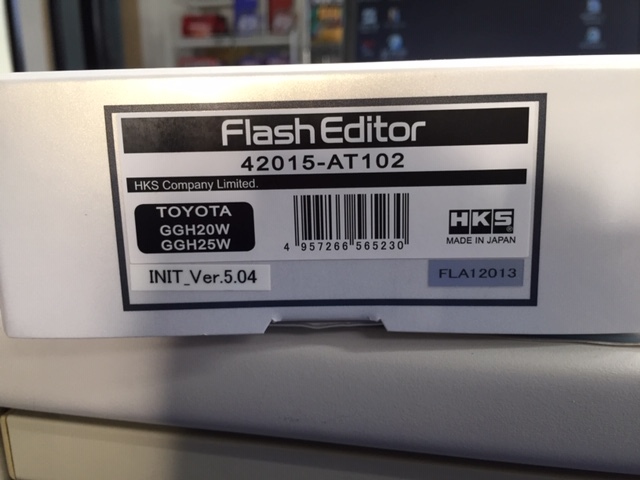 Flash Editor
42015-AT102
HKS Company Limited.
TOYOTA
GGH20W
GGH25W
4 957266 565230
HKS
MADE IN JAPAN
INIT_Ver.5.04
FLA12013